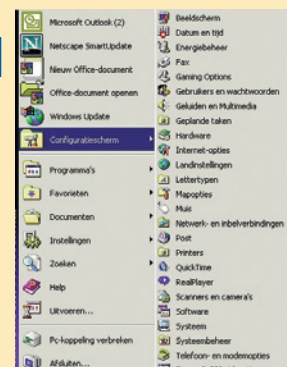 Microsoft Outlook (2)
Netscape SmartUpdate
Nieuw Office-document
Office-document openen
Windows Update
Configuratiescherm
Programma's
Favorieten
Documenten
Instellingen
Zoeken
Help
Uitvoeren...
Pc-koppeling verbreken
Afsluiten...
Beeldscherm
Datum en tijd
Energiebeheer
Fax
Gaming Options
Gebruikers en wachtwoorden
Geluiden en Multimedia
Geplande taken
Hardware
Internet-opties
Landinstellingen
Lettertypen
Mapopties
Muis
Netwerk- en inbelverbindingen
Post
Printers
QuickTime
RealPlayer
Scanners en camera's
Software
Systeem
Systeembeheer
Telefoon- en modemopties